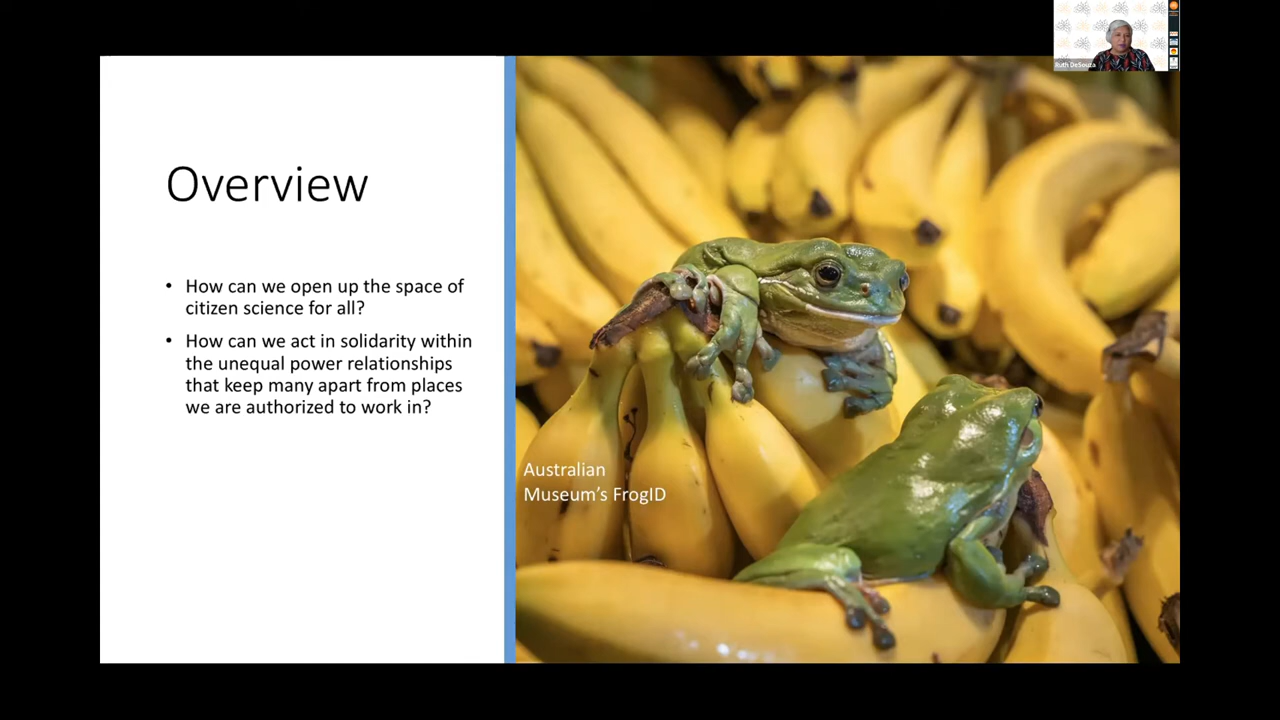 Ruth DeSouza
Overview
• How can we open up the space of
citizen science for all?
• How can we act in solidarity within
the unequal power relationships
that keep many apart from places
we are authorized to work in?
Australian
Museum’s FrogID